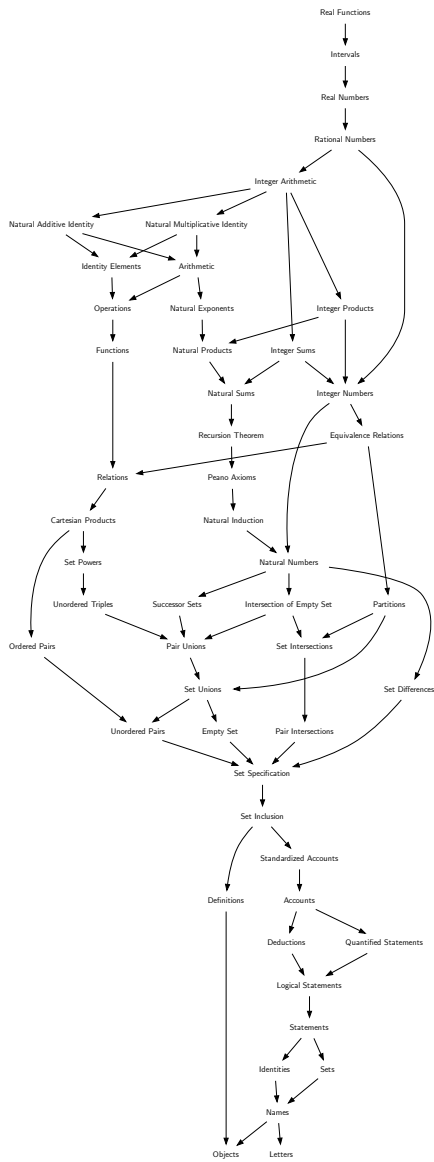 Real Functions
Intervals
Real Numbers
Rational Numbers
Integer Arithmetic
Natural Additive Identity
Natural Multiplicative Identity
Identity Elements
Arithmetic
Operations
Natural Exponents
Integer Products
Functions
Natural Products
Integer Sums
Natural Sums
Integer Numbers
Recursion Theorem
Equivalence Relations
Relations
Peano Axioms
Cartesian Products
Natural Induction
Set Powers
Natural Numbers
Unordered Triples
Successor Sets
Intersection of Empty Set
Partitions
Ordered Pairs
Pair Unions
Set Intersections
Set Unions
Set Differences
Unordered Pairs
Empty Set
Pair Intersections
Set Specification
Set Inclusion
Standardized Accounts
Definitions
Accounts
Deductions
Quantified Statements
Logical Statements
Statements
Identities
Sets
Names
Objects
Letters